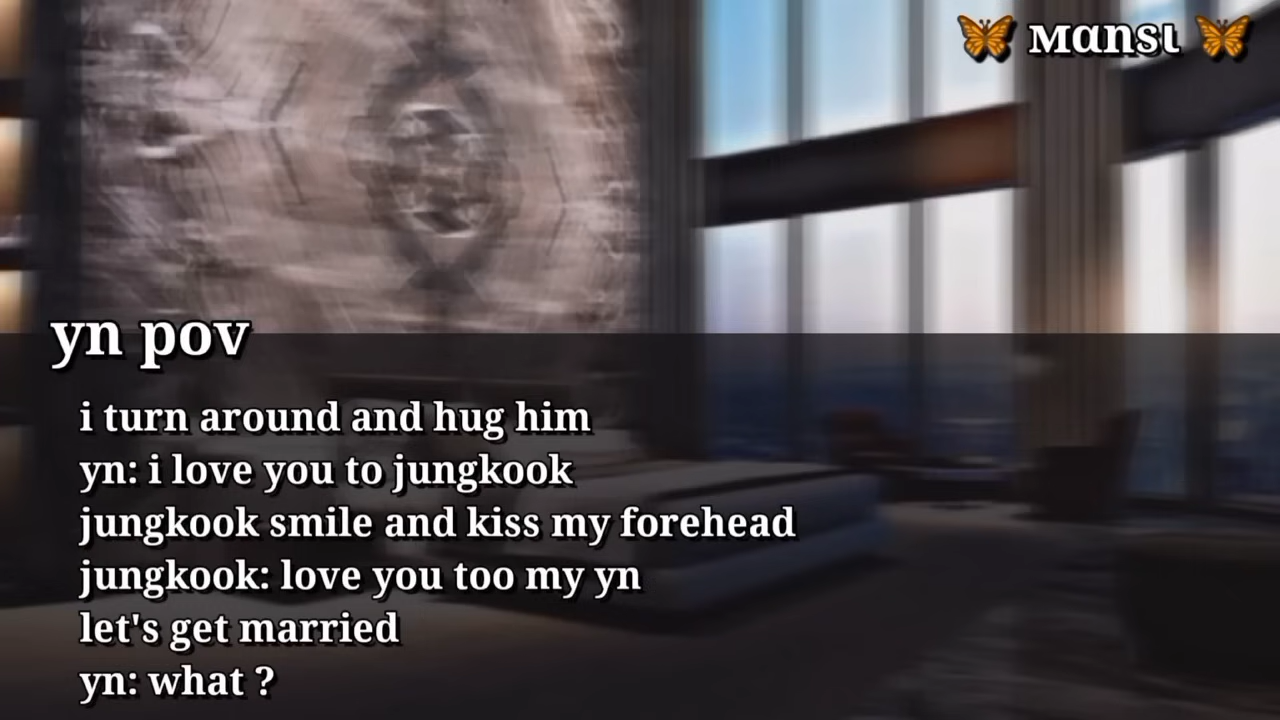 🦋 мαnsι 🦋
yn pov
i turn around and hug him
yn: i love you to jungkook
jungkook smile and kiss my forehead
jungkook: love you too my yn
let's get married
yn: what ?